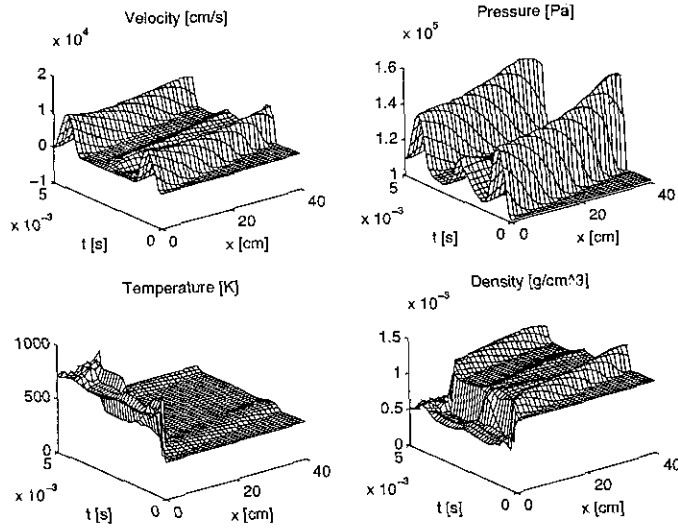 Velocity [cm/s]
x 10^4
2
1
0
-1
5
x 10^-3
t [s]
0 0
20
40
x [cm]
Pressure [Pa]
x 10^5
1.6
1.4
1.2
1
5
x 10^-3
t [s]
0 0
20
40
x [cm]
Temperature [K]
1000
500
0
5
x 10^-3
t [s]
0 0
20
40
x [cm]
Density [g/cm^3]
x 10^-3
1.5
1
0.5
0
5
x 10^-3
t [s]
0 0
20
40
x [cm]